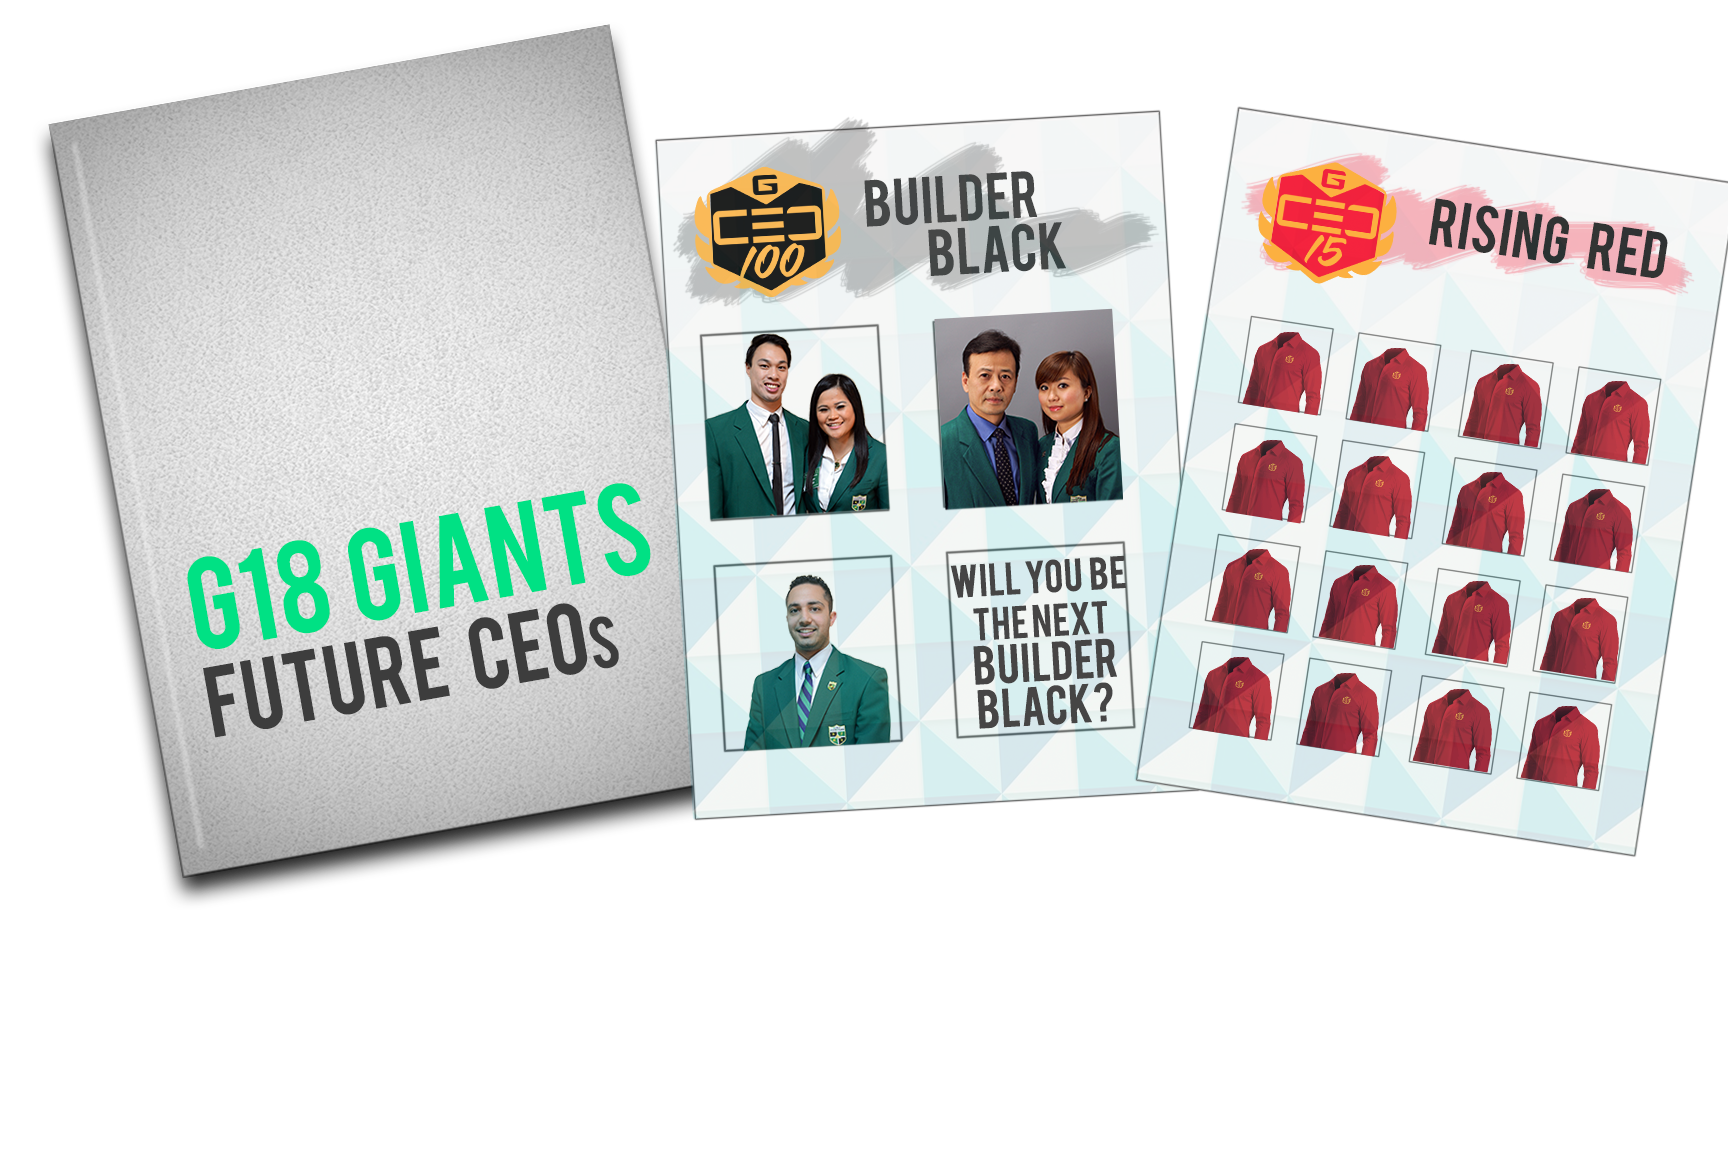 G18 GIANTS
FUTURE CEOs
G
CEO
100
BUILDER
BLACK
WILL YOU BE
THE NEXT
BUILDER
BLACK?
G
CEO
15
RISING RED